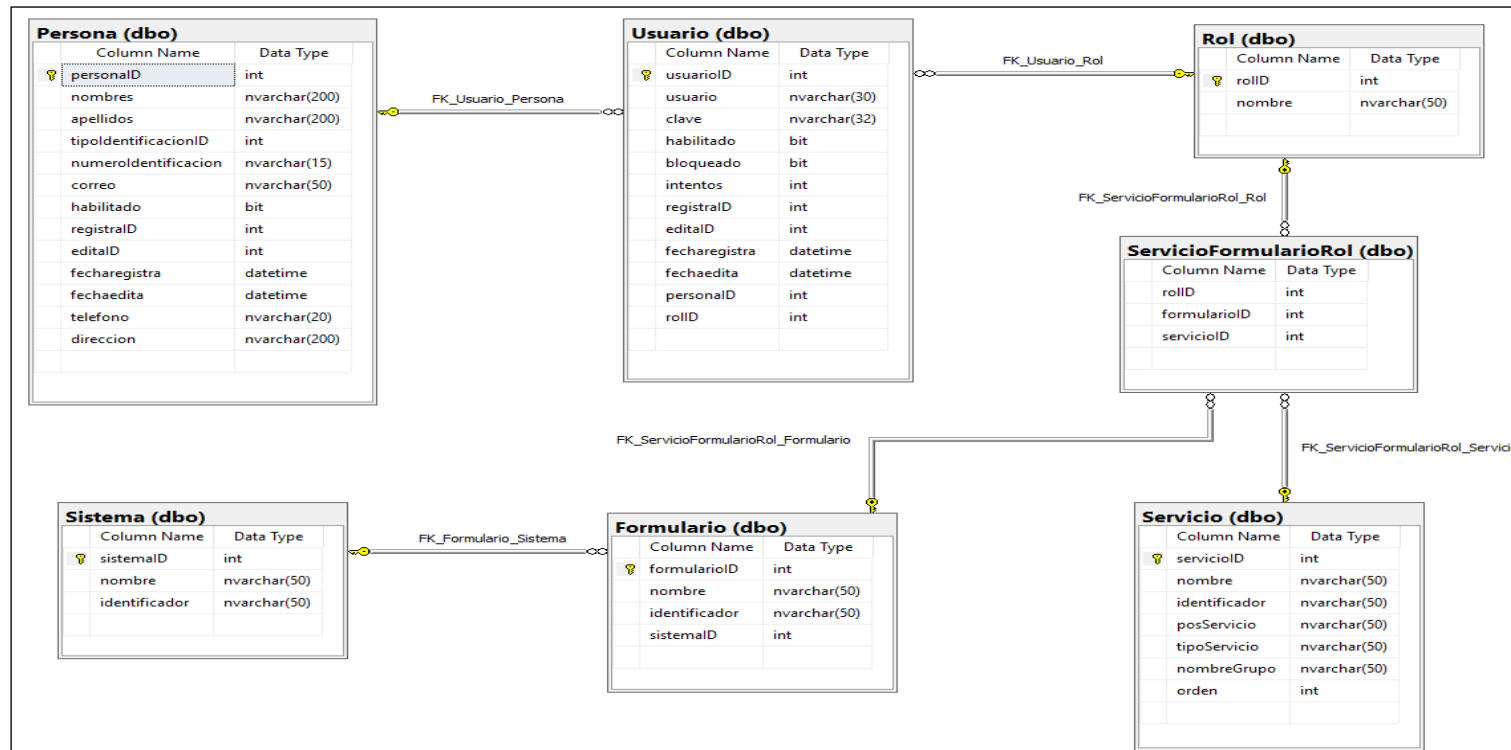 Persona (dbo)
Column Name Data Type
personaID int
nombres nvarchar(200)
apellidos nvarchar(200)
tipoIdentificacionID int
numeroIdentificacion nvarchar(15)
correo nvarchar(50)
habilitado bit
registraID int
editaID int
fecharegistra datetime
fechaedita datetime
telefono nvarchar(20)
direccion nvarchar(200)
FK_Usuario_Persona
Usuario (dbo)
Column Name Data Type
usuarioID int
usuario nvarchar(30)
clave nvarchar(32)
habilitado bit
bloqueado bit
intentos int
registraID int
editaID int
fecharegistra datetime
fechaedita datetime
personaID int
rolID int
FK_Usuario_Rol
Rol (dbo)
Column Name Data Type
rolID int
nombre nvarchar(50)
FK_ServicioFormularioRol_Rol
ServicioFormularioRol (dbo)
Column Name Data Type
rolID int
formularioID int
servicioID int
FK_ServicioFormularioRol_Formulario
FK_ServicioFormularioRol_Servici
Sistema (dbo)
Column Name Data Type
sistemaID int
nombre nvarchar(50)
identificador nvarchar(50)
FK_Formulario_Sistema
Formulario (dbo)
Column Name Data Type
formularioID int
nombre nvarchar(50)
identificador nvarchar(50)
sistemaID int
Servicio (dbo)
Column Name Data Type
servicioID int
nombre nvarchar(50)
identificador nvarchar(50)
posServicio nvarchar(50)
tipoServicio nvarchar(50)
nombreGrupo nvarchar(50)
orden int